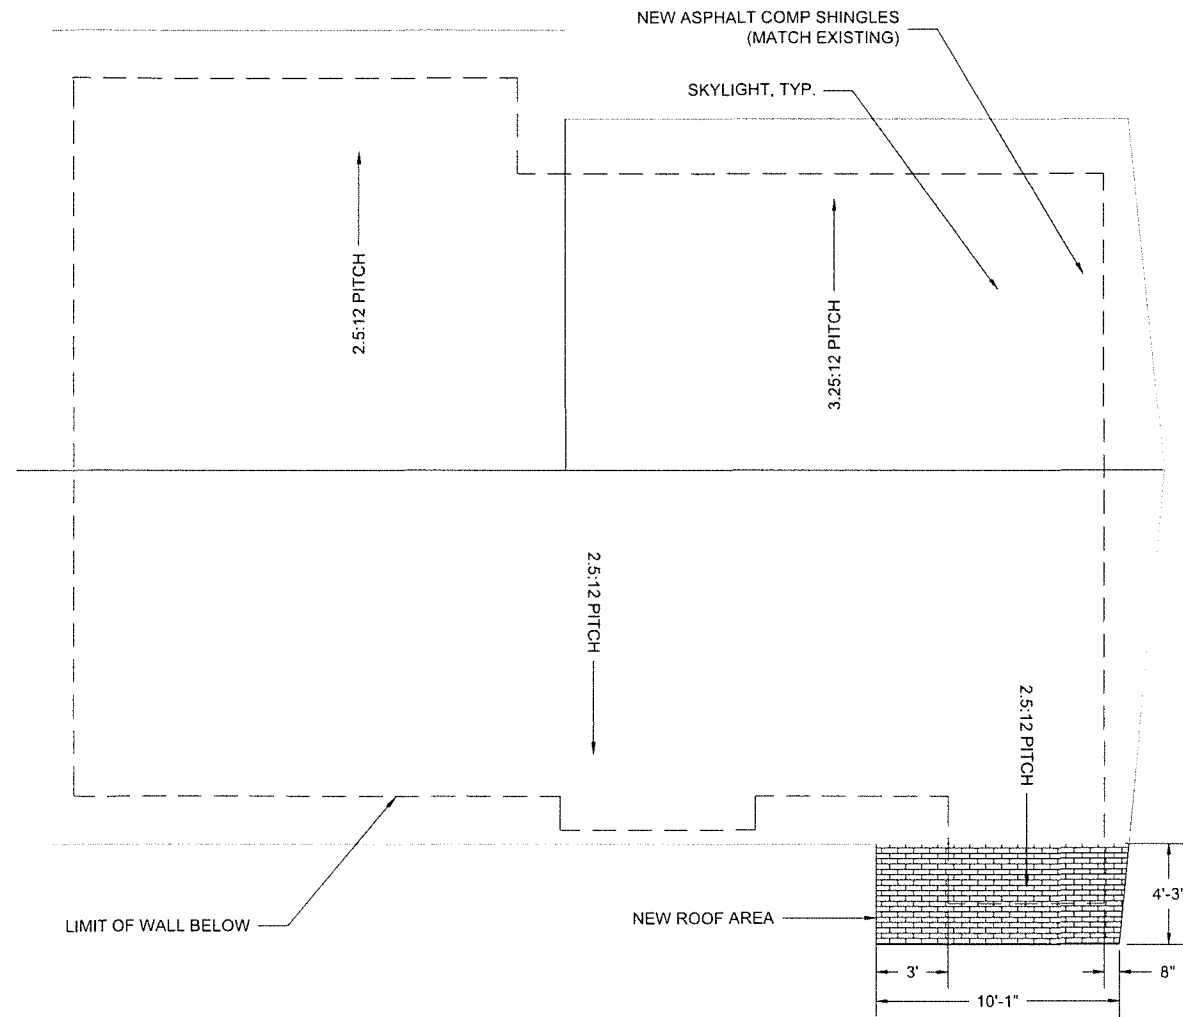 NEW ASPHALT COMP SHINGLES
(MATCH EXISTING)
SKYLIGHT, TYP.
2.5:12 PITCH
3.25:12 PITCH
2.5:12 PITCH
2.5:12 PITCH
4'-3"
LIMIT OF WALL BELOW
NEW ROOF AREA
3'
8"
10'-1"